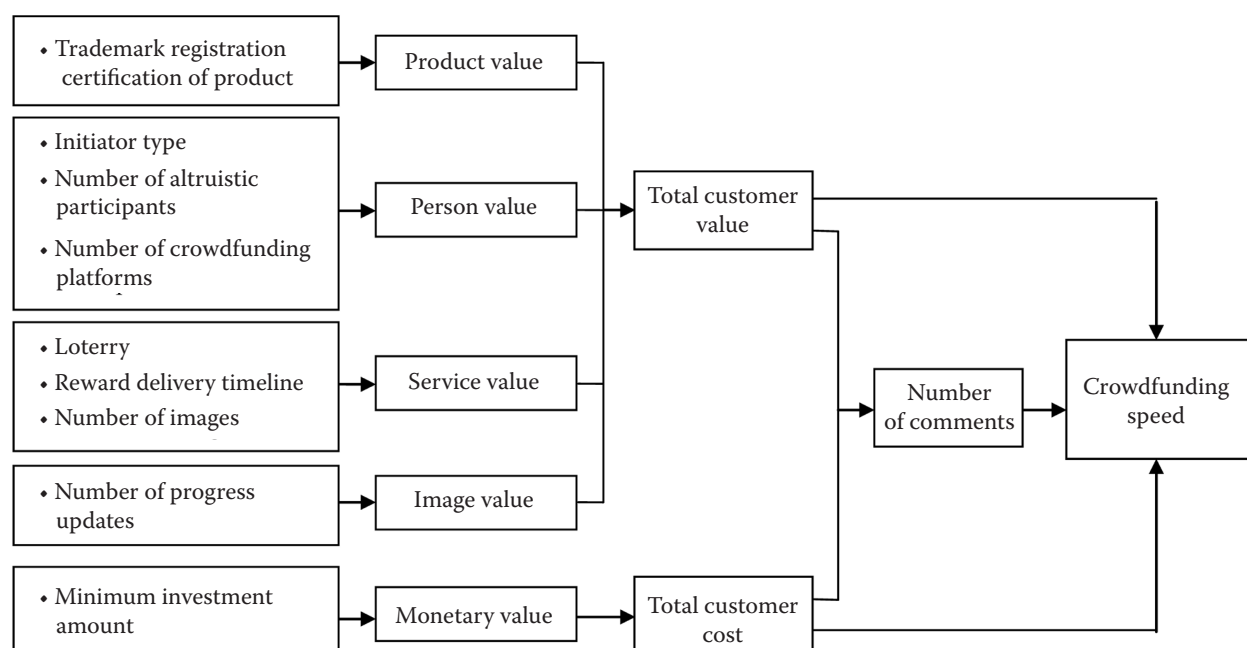 • Trademark registration
certification of product
Product value
• Initiator type
• Number of altruistic
participants
• Number of crowdfunding
platforms
Person value
Total customer
value
• Loterry
• Reward delivery timeline
• Number of images
Service value
Number
of comments
Crowdfunding
speed
• Number of progress
updates
Image value
• Minimum investment
amount
Monetary value
Total customer
cost